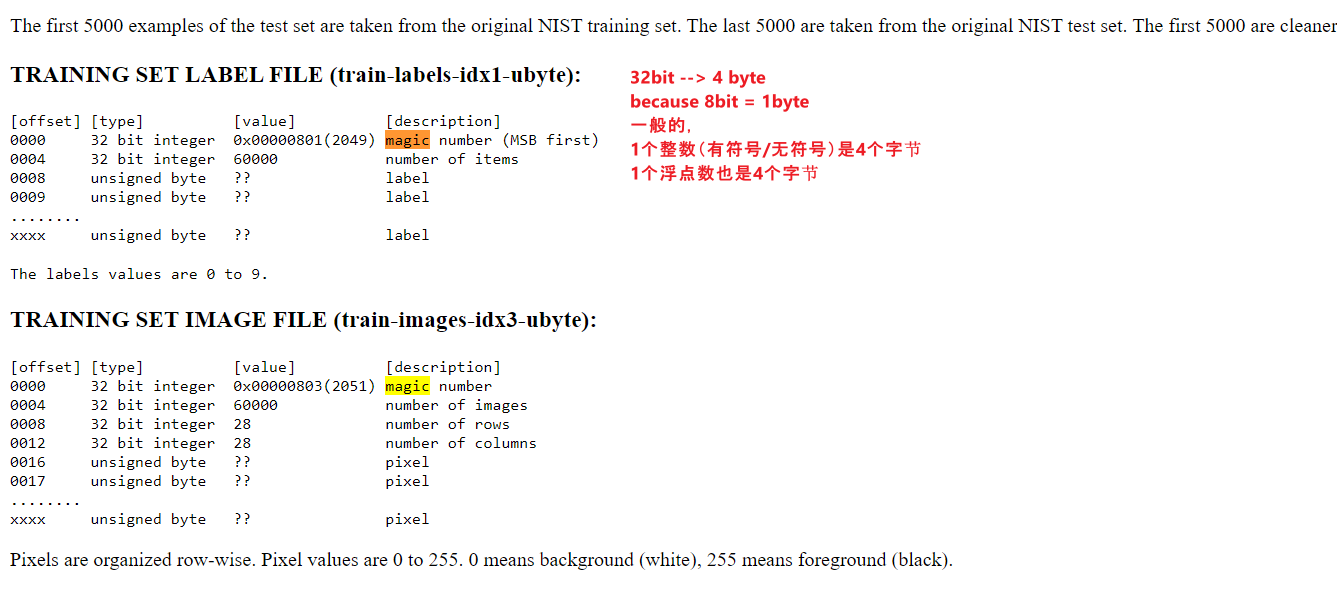 The first 5000 examples of the test set are taken from the original NIST training set. The last 5000 are taken from the original NIST test set. The first 5000 are cleaner
TRAINING SET LABEL FILE (train-labels-idx1-ubyte):
32bit --> 4 byte
because 8bit = 1byte
一般的,
1个整数(有符号/无符号)是4个字节
1个浮点数也是4个字节
[offset] [type] [value] [description]
0000 32 bit integer 0x00000801(2049) magic number (MSB first)
0004 32 bit integer 60000 number of items
0008 unsigned byte ?? label
0009 unsigned byte ?? label
........
xxxx unsigned byte ?? label
The labels values are 0 to 9.
TRAINING SET IMAGE FILE (train-images-idx3-ubyte):
[offset] [type] [value] [description]
0000 32 bit integer 0x00000803(2051) magic number
0004 32 bit integer 60000 number of images
0008 32 bit integer 28 number of rows
0012 32 bit integer 28 number of columns
0016 unsigned byte ?? pixel
0017 unsigned byte ?? pixel
........
xxxx unsigned byte ?? pixel
Pixels are organized row-wise. Pixel values are 0 to 255. 0 means background (white), 255 means foreground (black).